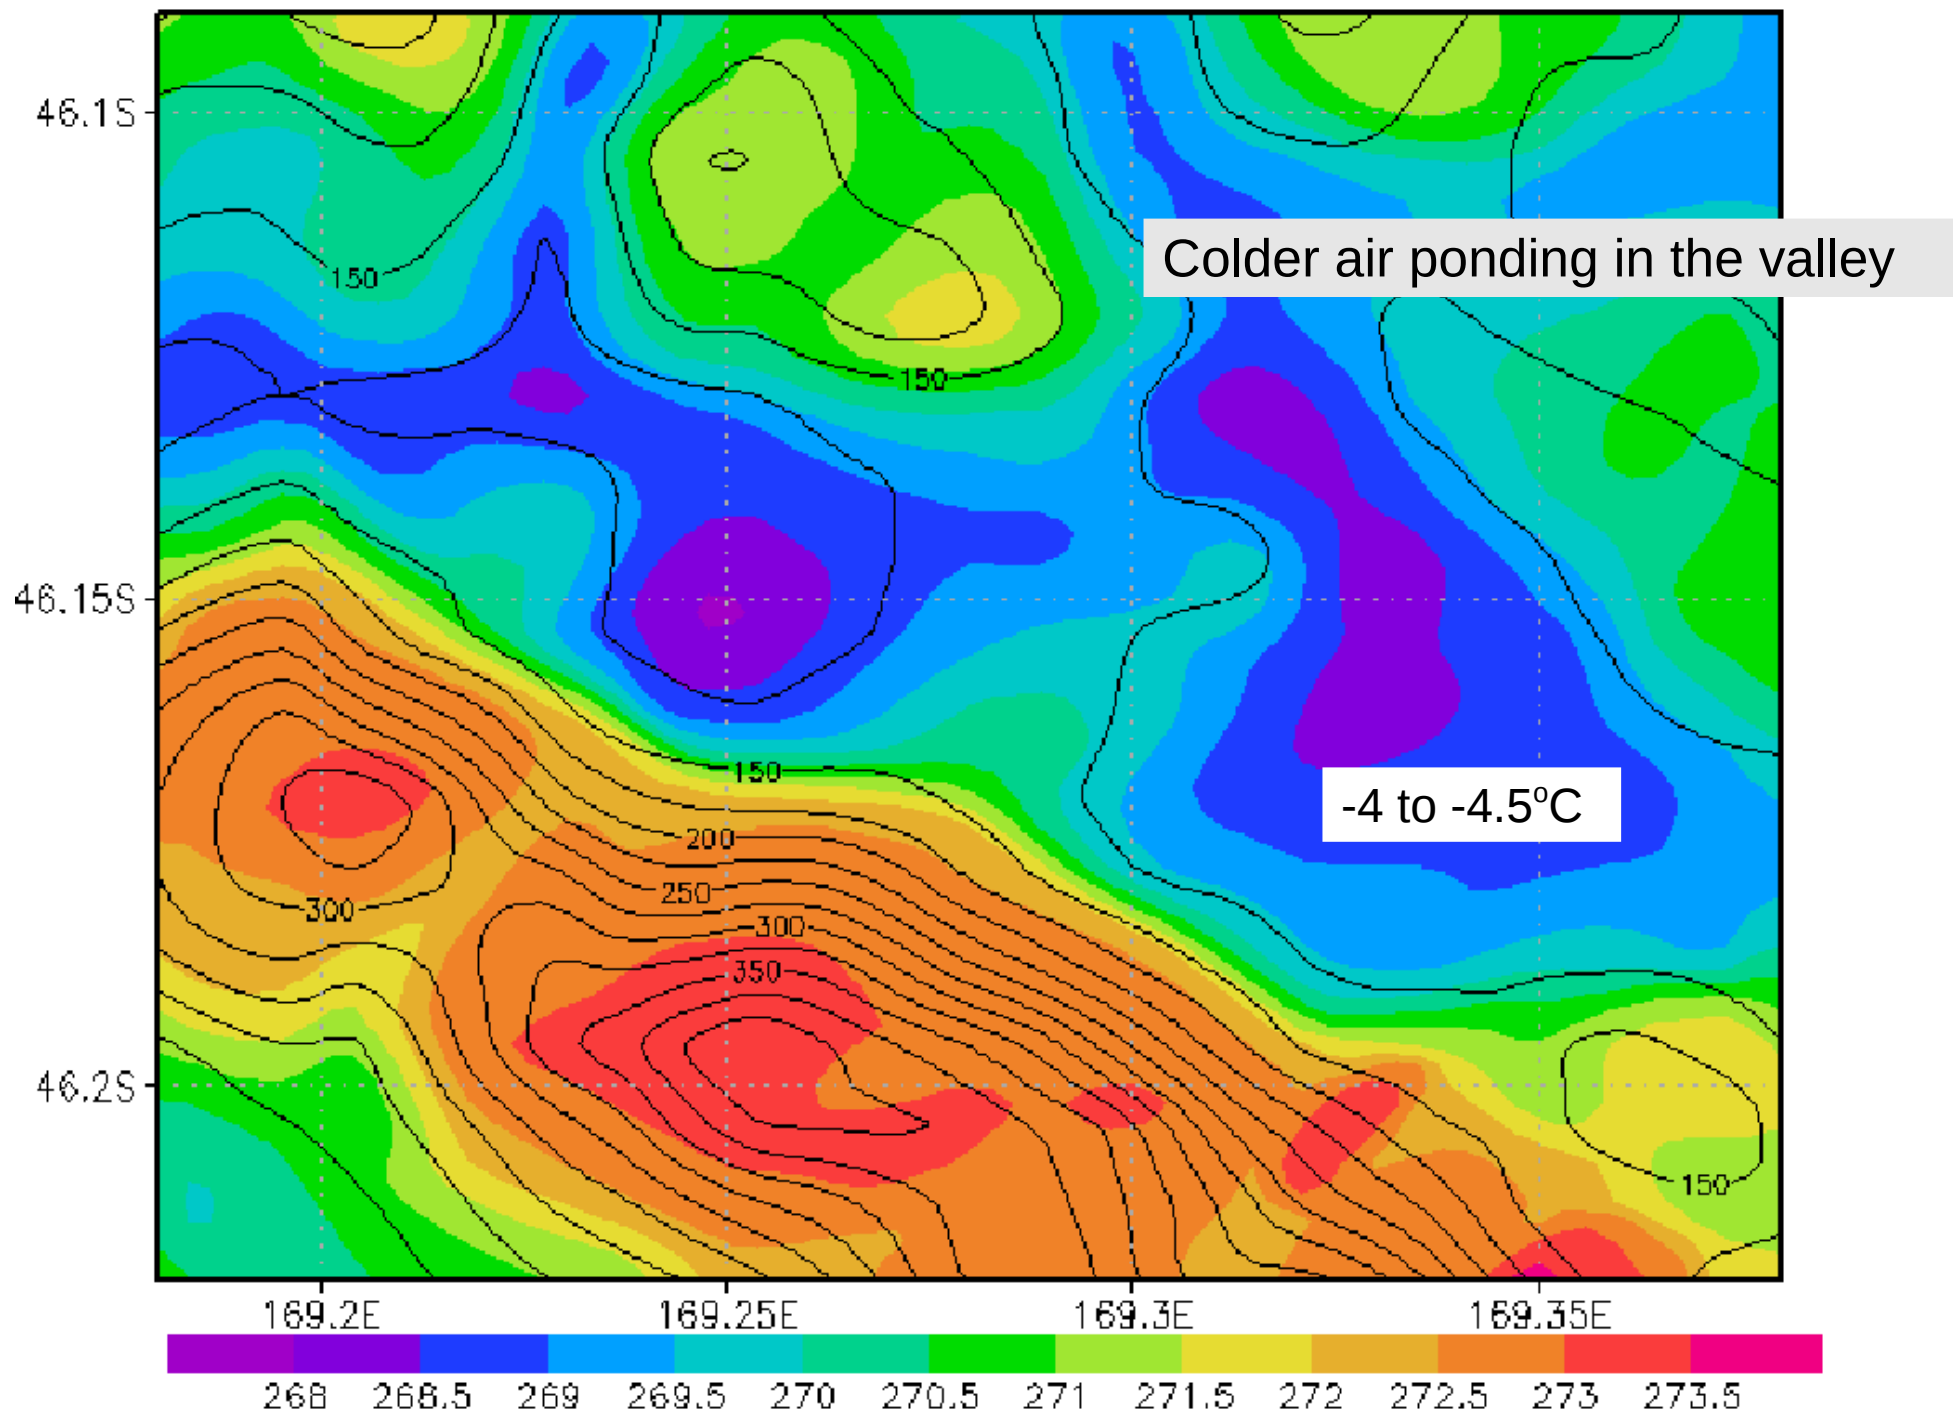 46.1S
Colder air ponding in the valley
150
150
46.15S
150
-4 to -4.5°C
200
250
300
300
350
46.2S
150
169.2E 169.25E 169.3E 169.35E
268 268.5 269 269.5 270 270.5 271 271.5 272 272.5 273 273.5